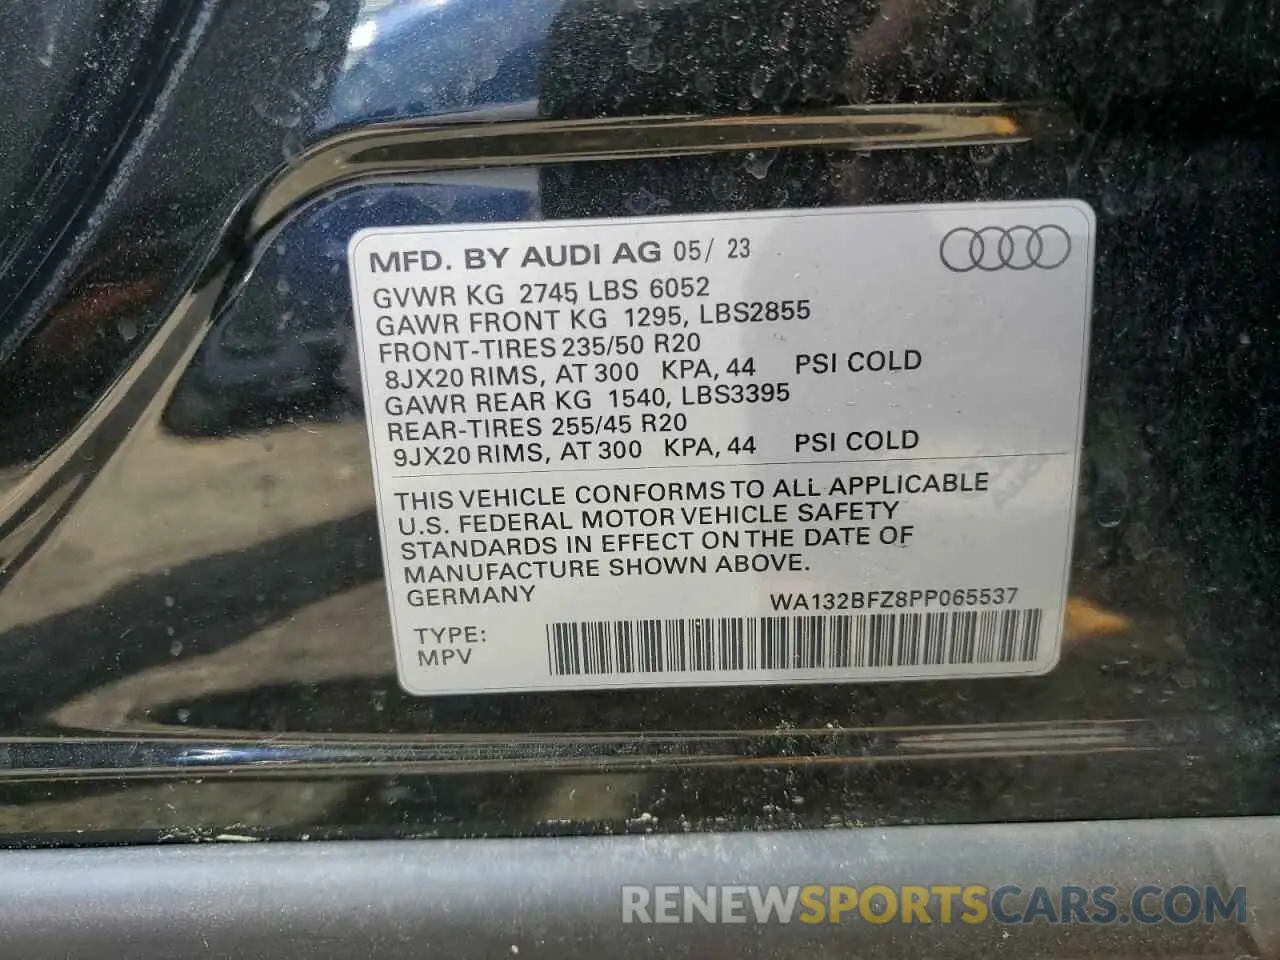 MFD. BY AUDI AG 05/ 23
GVWR KG 2745 LBS 6052
GAWR FRONT KG 1295, LBS2855
FRONT-TIRES 235/50 R20
8JX20 RIMS, AT 300 KPA, 44 PSI COLD
GAWR REAR KG 1540, LBS3395
REAR-TIRES 255/45 R20
9JX20 RIMS, AT 300 KPA, 44 PSI COLD
THIS VEHICLE CONFORMS TO ALL APPLICABLE
U.S. FEDERAL MOTOR VEHICLE SAFETY
STANDARDS IN EFFECT ON THE DATE OF
MANUFACTURE SHOWN ABOVE.
GERMANY
WA132BFZ8PP065537
TYPE:
MPV
RENEWSPORTSCARS.COM